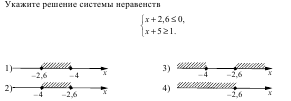 Укажите решение системы неравенств
{x + 2,6 ≤ 0,
x + 5 ≥ 1.
1) −2,6 −4 x
3) −4 −2,6 x
2) −4 −2,6 x
4) −2,6 x